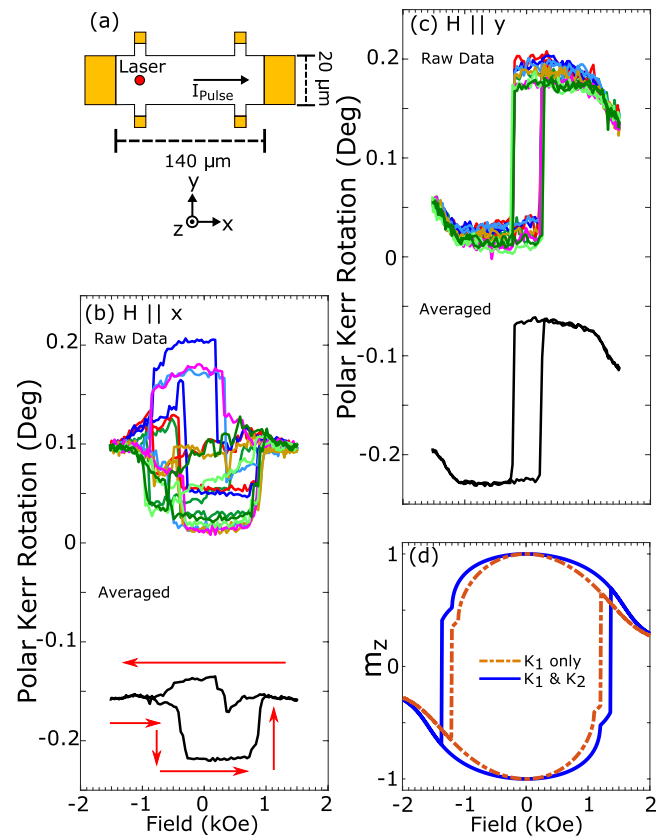 (a)
Laser
I_Pulse
20 μm
140 μm
y
z
x
(b) H || x
Raw Data
Averaged
0.2
0.1
0
-0.1
-0.2
Polar Kerr Rotation (Deg)
-2
-1
0
1
2
Field (kOe)
(c) H || y
Raw Data
Averaged
0.2
0.1
0
-0.1
-0.2
Polar Kerr Rotation (Deg)
(d)
K₁ only
K₁ & K₂
1
0
-1
m_z
-2
-1
0
1
2
Field (kOe)